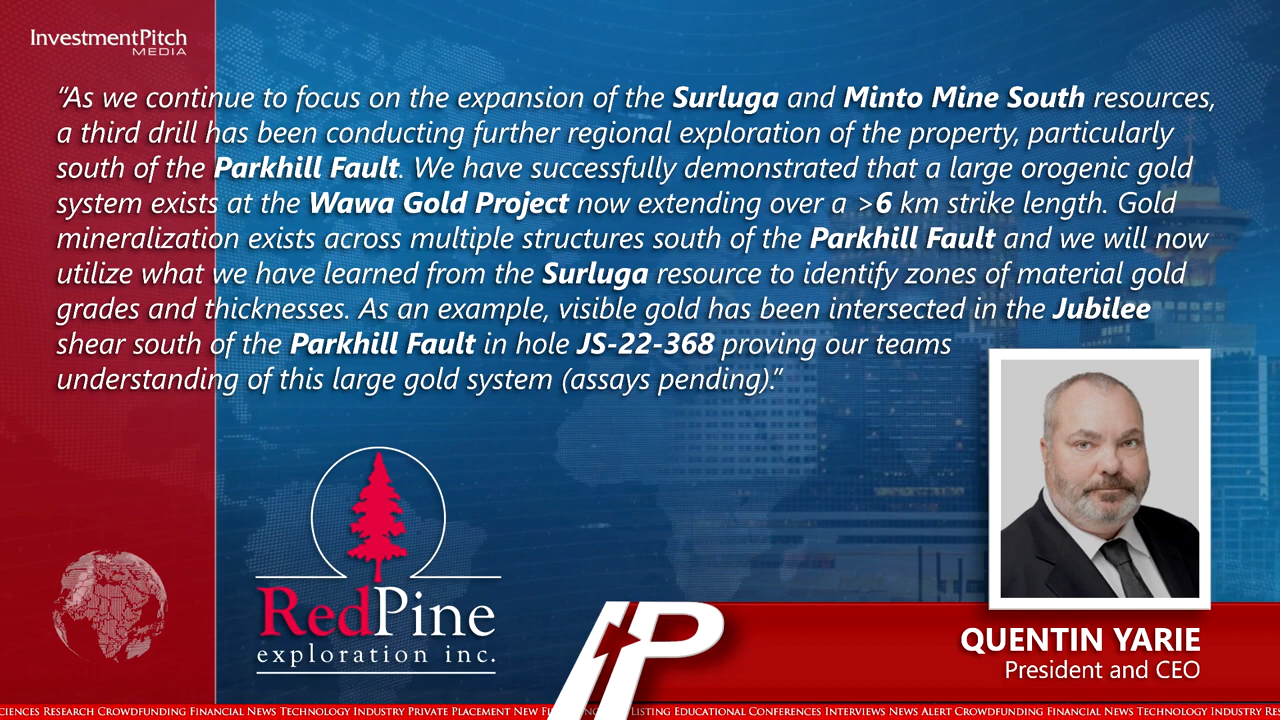 InvestmentPitch
MEDIA
“As we continue to focus on the expansion of the Surluga and Minto Mine South resources,
a third drill has been conducting further regional exploration of the property, particularly
south of the Parkhill Fault. We have successfully demonstrated that a large orogenic gold
system exists at the Wawa Gold Project now extending over a >6 km strike length. Gold
mineralization exists across multiple structures south of the Parkhill Fault and we will now
utilize what we have learned from the Surluga resource to identify zones of material gold
grades and thicknesses. As an example, visible gold has been intersected in the Jubilee
shear south of the Parkhill Fault in hole JS-22-368 proving our teams
understanding of this large gold system (assays pending).”
RedPine
exploration inc.
IP
QUENTIN YARIE
President and CEO
SCIENCES RESEARCH CROWDFUNDING FINANCIAL NEWS TECHNOLOGY INDUSTRY PRIVATE PLACEMENT NEW LISTING EDUCATIONAL CONFERENCES INTERVIEWS NEWS ALERT CROWDFUNDING FINANCIAL NEWS TECHNOLOGY INDUSTRY